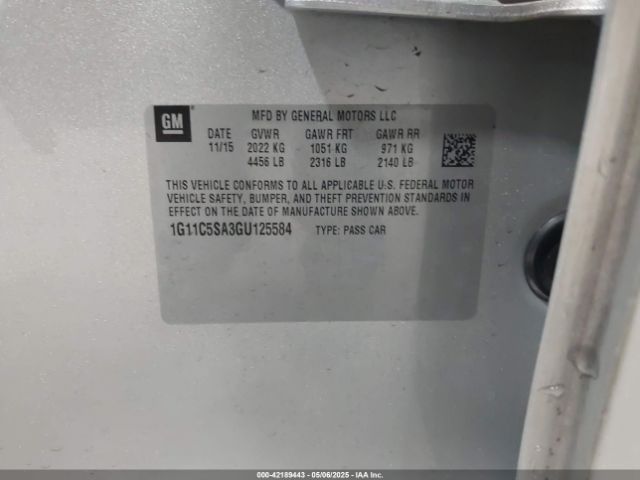 GM
MFD BY GENERAL MOTORS LLC
DATE GVWR GAWR FRT GAWR RR
11/15 2022 KG 1051 KG 971 KG
4456 LB 2316 LB 2140 LB
THIS VEHICLE CONFORMS TO ALL APPLICABLE U.S. FEDERAL MOTOR
VEHICLE SAFETY, BUMPER, AND THEFT PREVENTION STANDARDS IN
EFFECT ON THE DATE OF MANUFACTURE SHOWN ABOVE.
1G11C5SA3GU125584 TYPE: PASS CAR
000-42189443 - 05/06/2025 - IAA Inc.